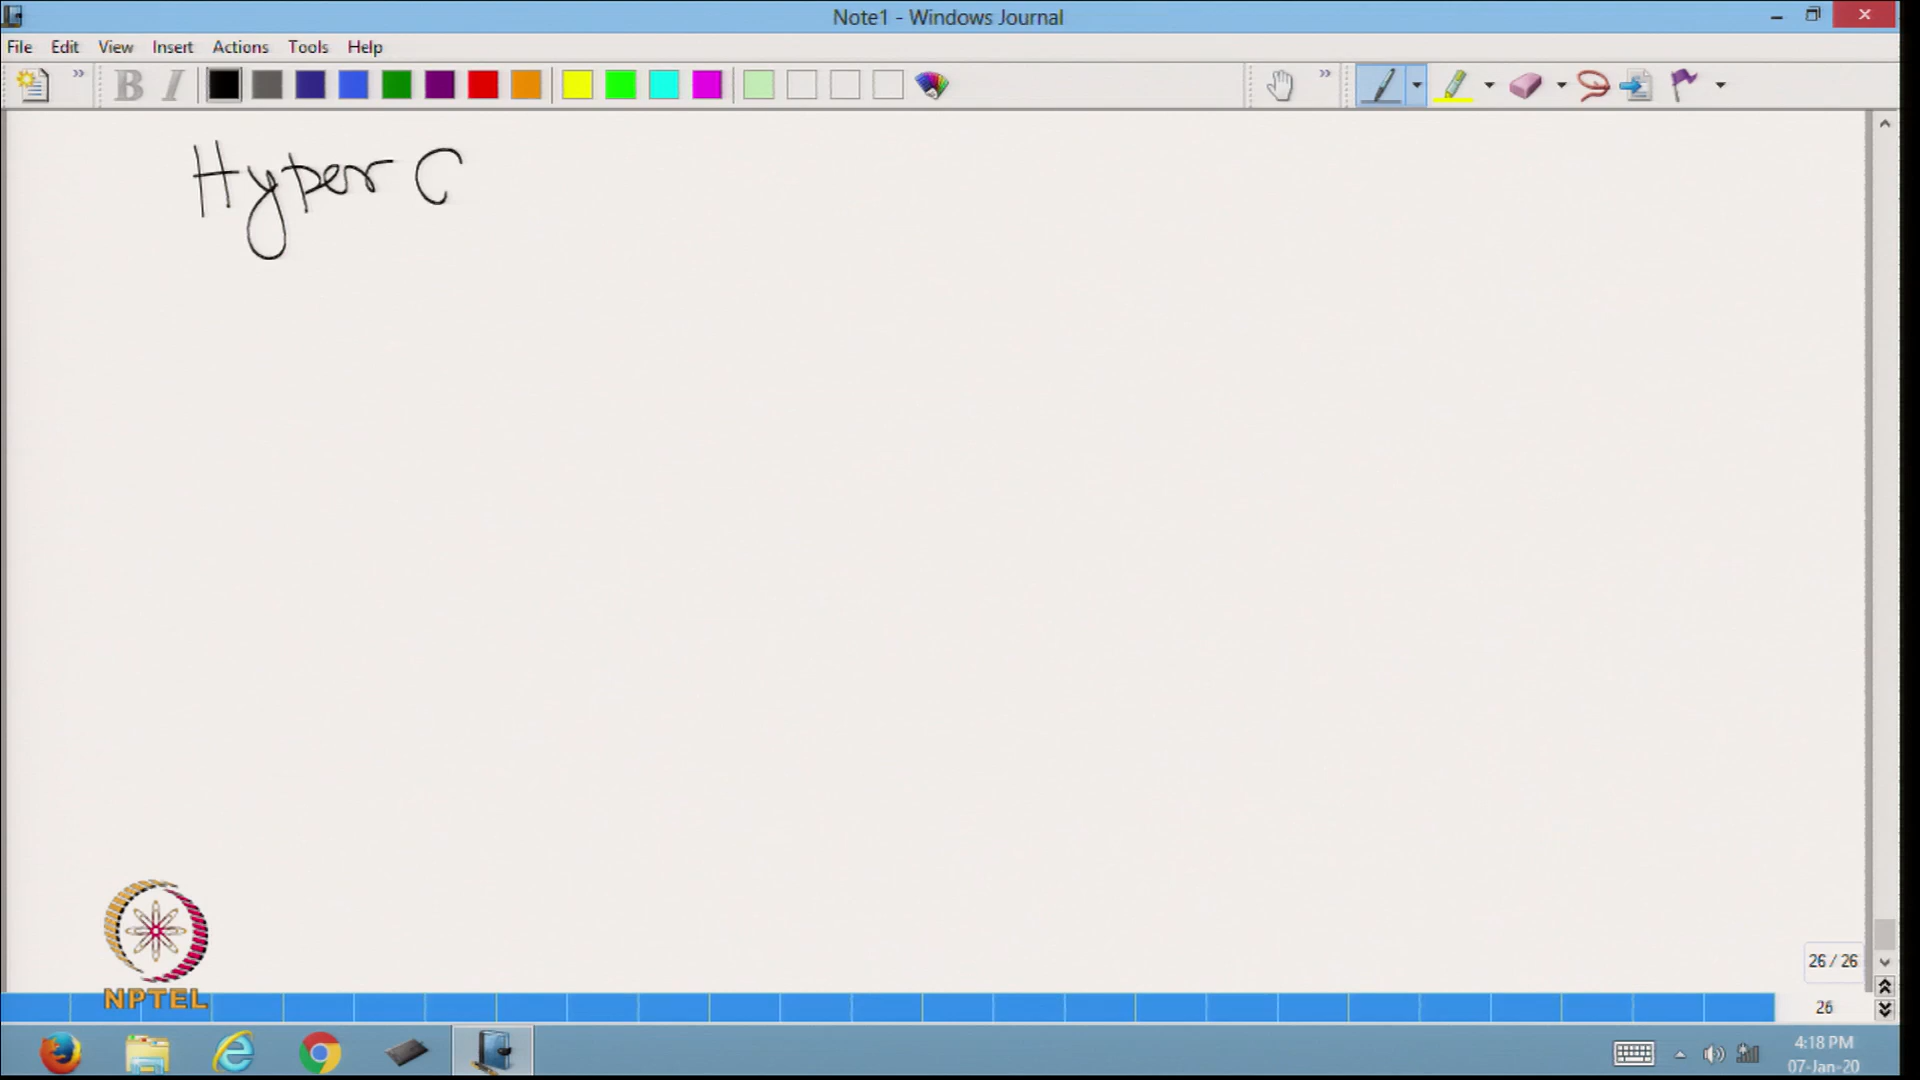 Note1 - Windows Journal
File Edit View Insert Actions Tools Help
B I
Hyper C
26 / 26
NPTEL
26
4:18 PM
07-Jan-20